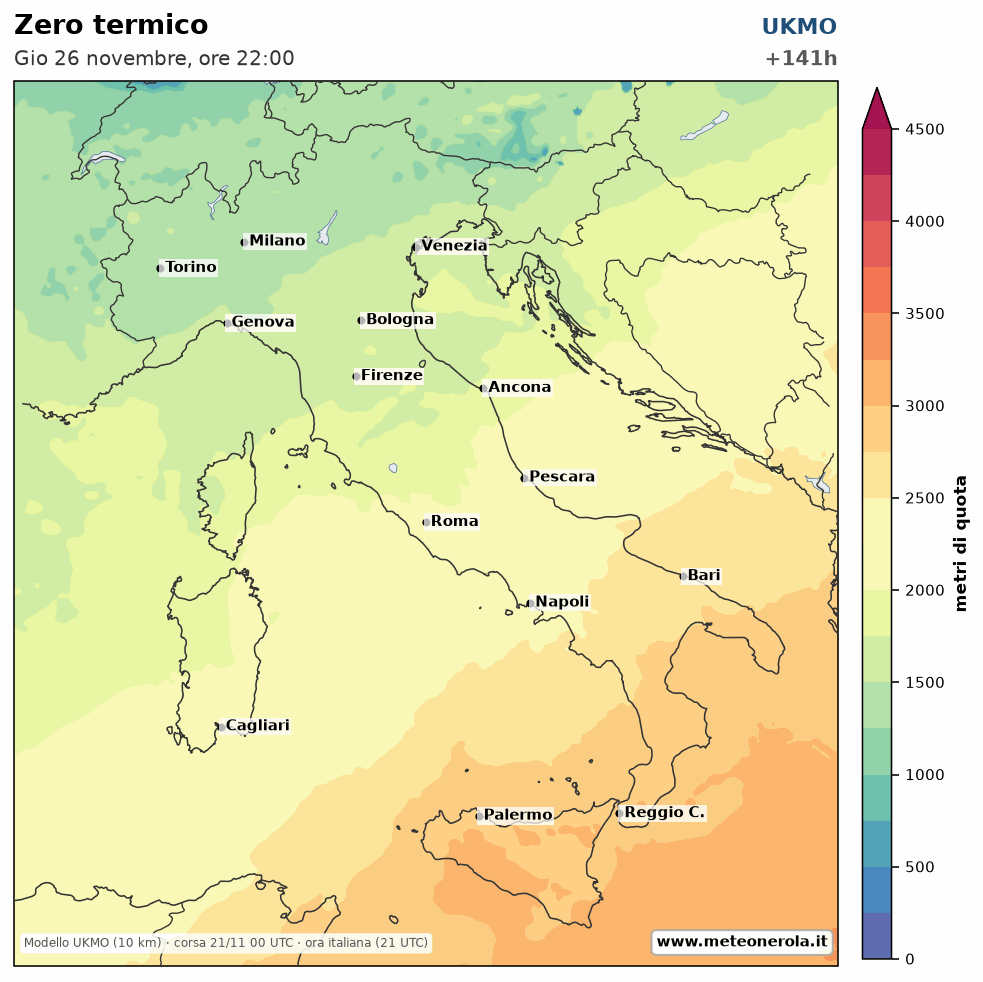 Zero termico
UKMO
Gio 26 novembre, ore 22:00
+141h
4500
4000
3500
3000
2500
2000
1500
1000
500
0
metri di quota
Milano
Venezia
Torino
Genova
Bologna
Firenze
Ancona
Pescara
Roma
Bari
Napoli
Cagliari
Palermo
Reggio C.
Modello UKMO (10 km) · corsa 21/11 00 UTC · ora italiana (21 UTC)
www.meteonerola.it